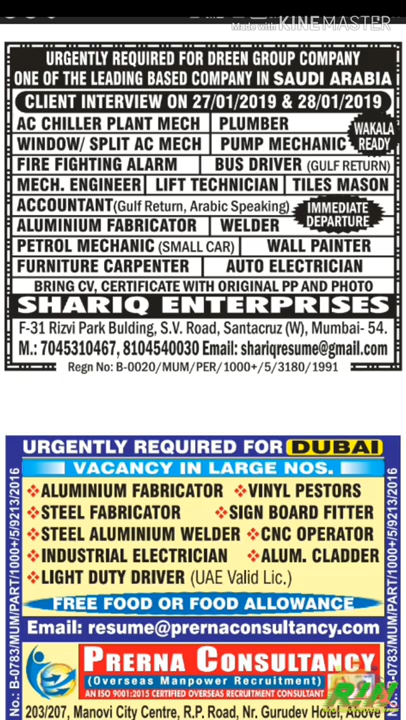 Made with KINEMASTER
URGENTLY REQUIRED FOR DREEN GROUP COMPANY
ONE OF THE LEADING BASED COMPANY IN SAUDI ARABIA
CLIENT INTERVIEW ON 27/01/2019 & 28/01/2019
AC CHILLER PLANT MECH PLUMBER
WINDOW/ SPLIT AC MECH PUMP MECHANIC
WAKALA READY
FIRE FIGHTING ALARM BUS DRIVER (GULF RETURN)
MECH. ENGINEER LIFT TECHNICIAN TILES MASON
ACCOUNTANT (Gulf Return, Arabic Speaking)
IMMEDIATE DEPARTURE
ALUMINIUM FABRICATOR WELDER
PETROL MECHANIC (SMALL CAR) WALL PAINTER
FURNITURE CARPENTER AUTO ELECTRICIAN
BRING CV, CERTIFICATE WITH ORIGINAL PP AND PHOTO
SHARIQ ENTERPRISES
F-31 Rizvi Park Bulding, S.V. Road, Santacruz (W), Mumbai- 54.
M.: 7045310467, 8104540030 Email: shariqresume@gmail.com
Regn No: B-0020/MUM/PER/1000+/5/3180/1991
URGENTLY REQUIRED FOR DUBAI
VACANCY IN LARGE NOS.
❖ALUMINIUM FABRICATOR ❖VINYL PESTORS
❖STEEL FABRICATOR ❖SIGN BOARD FITTER
❖STEEL ALUMINIUM WELDER ❖CNC OPERATOR
❖INDUSTRIAL ELECTRICIAN ❖ALUM. CLADDER
❖LIGHT DUTY DRIVER (UAE Valid Lic.)
FREE FOOD OR FOOD ALLOWANCE
Email: resume@prernaconsultancy.com
PRERNA CONSULTANCY
(Overseas Manpower Recruitment)
AN ISO 9001:2015 CERTIFIED OVERSEAS RECRUITMENT CONSULTANT
203/207, Manovi City Centre, R.P. Road, Nr. Gurudev Hotel, Above
No.: B-0783/MUM/PART/1000+/5/9213/2016
No.: B-0783/MUM/PART/1000+/5/9213/2016